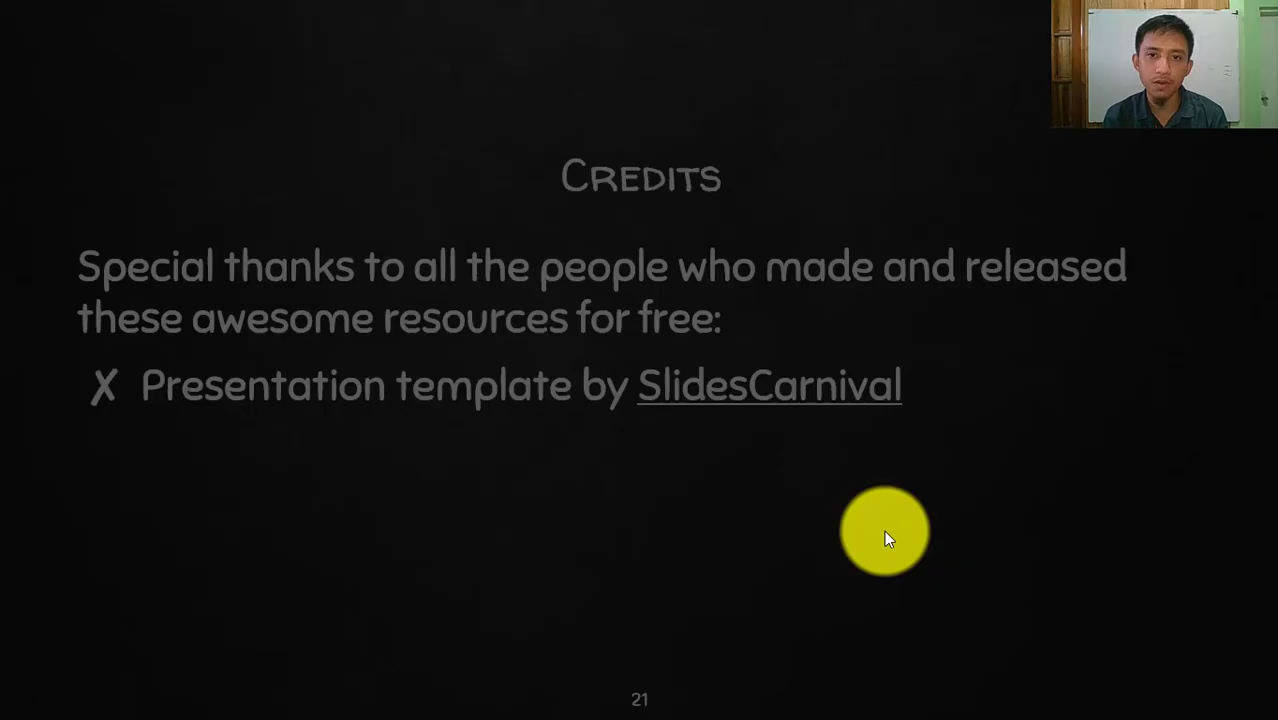 Credits
Special thanks to all the people who made and released
these awesome resources for free:
✗ Presentation template by SlidesCarnival
21